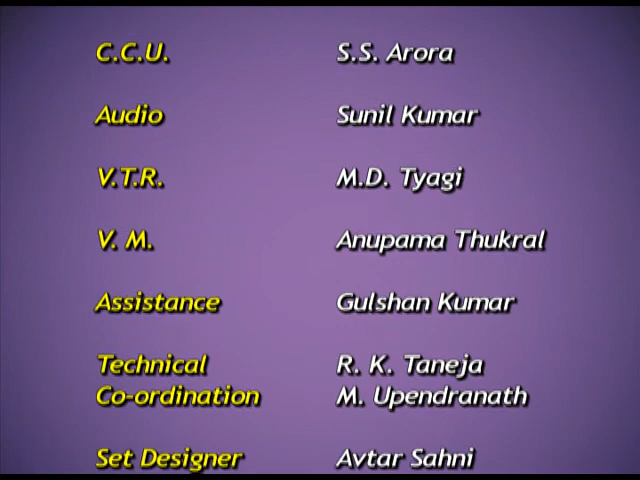 C.C.U. S.S. Arora
Audio Sunil Kumar
V.T.R. M.D. Tyagi
V. M. Anupama Thukral
Assistance Gulshan Kumar
Technical R. K. Taneja
Co-ordination M. Upendranath
Set Designer Avtar Sahni